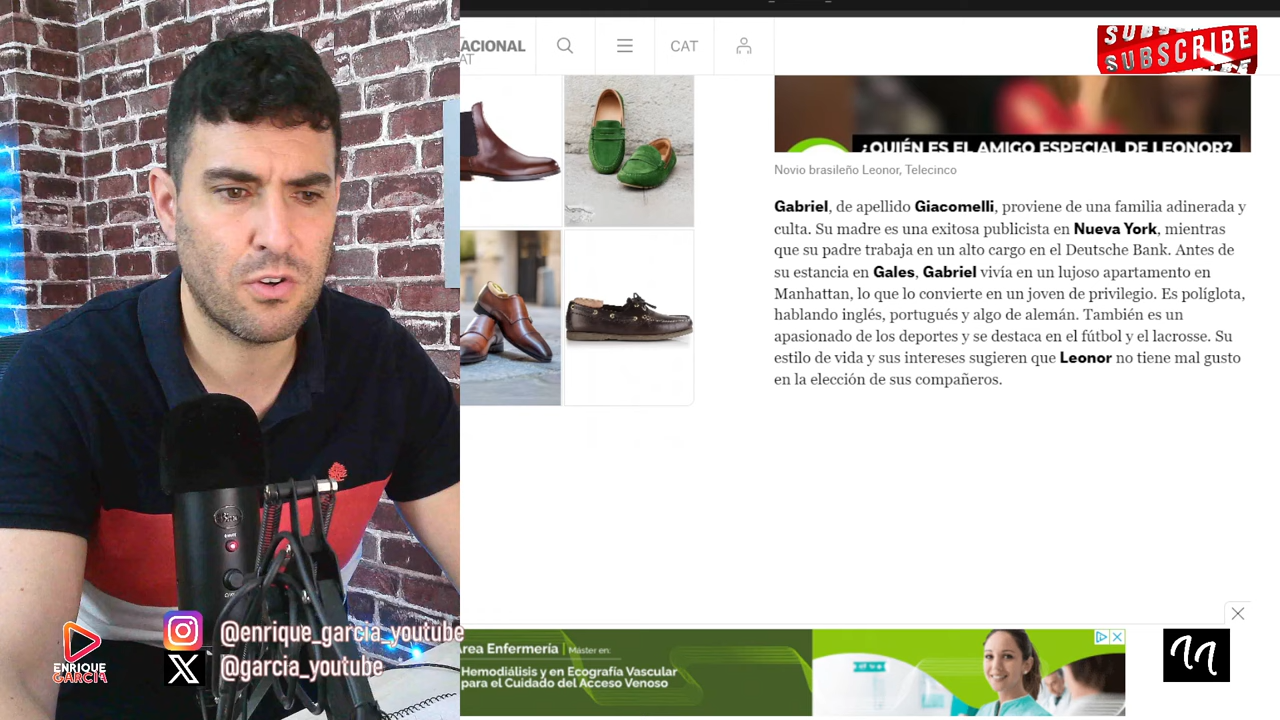 ACIONAL
AT
CAT
SUBSCRIBE
SUBSCRIBE
¿QUIÉN ES EL AMIGO ESPECIAL DE LEONOR?
Novio brasileño Leonor, Telecinco
Gabriel, de apellido Giacomelli, proviene de una familia adinerada y
culta. Su madre es una exitosa publicista en Nueva York, mientras
que su padre trabaja en un alto cargo en el Deutsche Bank. Antes de
su estancia en Gales, Gabriel vivía en un lujoso apartamento en
Manhattan, lo que lo convierte en un joven de privilegio. Es políglota,
hablando inglés, portugués y algo de alemán. También es un
apasionado de los deportes y se destaca en el fútbol y el lacrosse. Su
estilo de vida y sus intereses sugieren que Leonor no tiene mal gusto
en la elección de sus compañeros.
@enrique_garcia_youtube
@garcia_youtube
ENRIQUE
GARCIA
Área Enfermería | Máster en:
Hemodiálisis y en Ecografía Vascular
para el Cuidado del Acceso Venoso